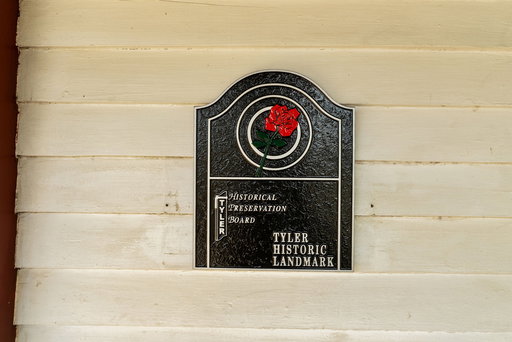 TYLER
HISTORICAL
PRESERVATION
BOARD
TYLER
HISTORIC
LANDMARK